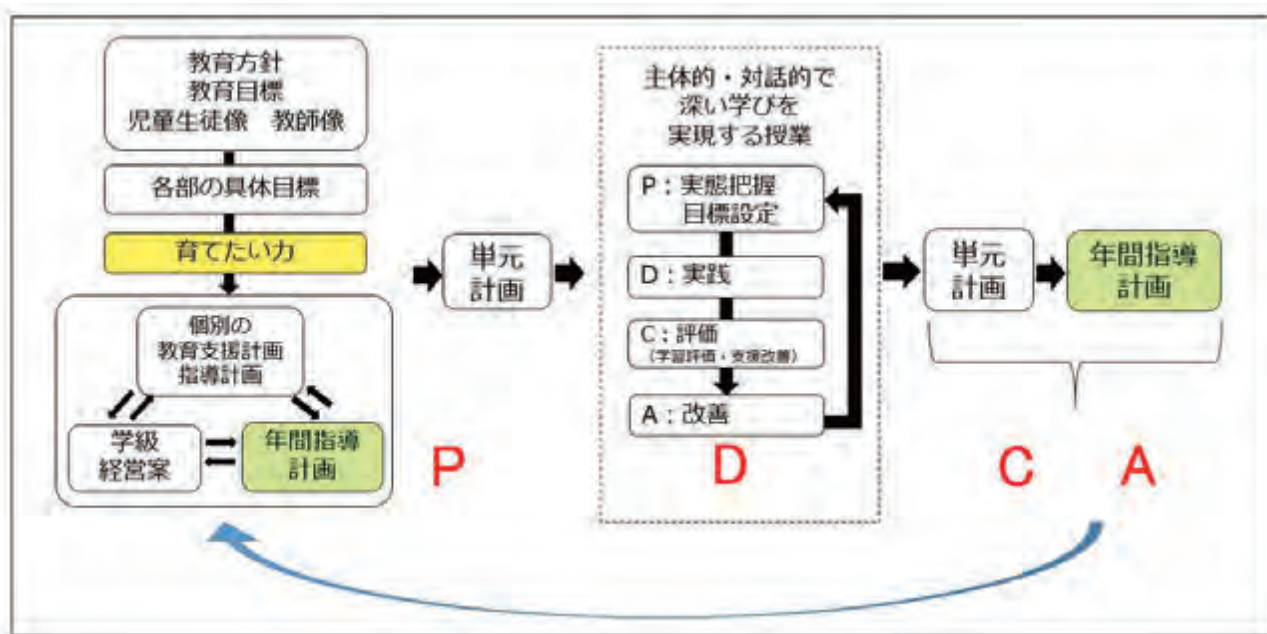 教育方針
教育目標
児童生徒像　教師像
各部の具体目標
育てたい力
個別の
教育支援計画
指導計画
学級
経営案
年間指導
計画
P
単元
計画
主体的・対話的で
深い学びを
実現する授業
P：実態把握
目標設定
D：実践
C：評価
（学習評価・支援改善）
A：改善
D
単元
計画
年間指導
計画
C
A